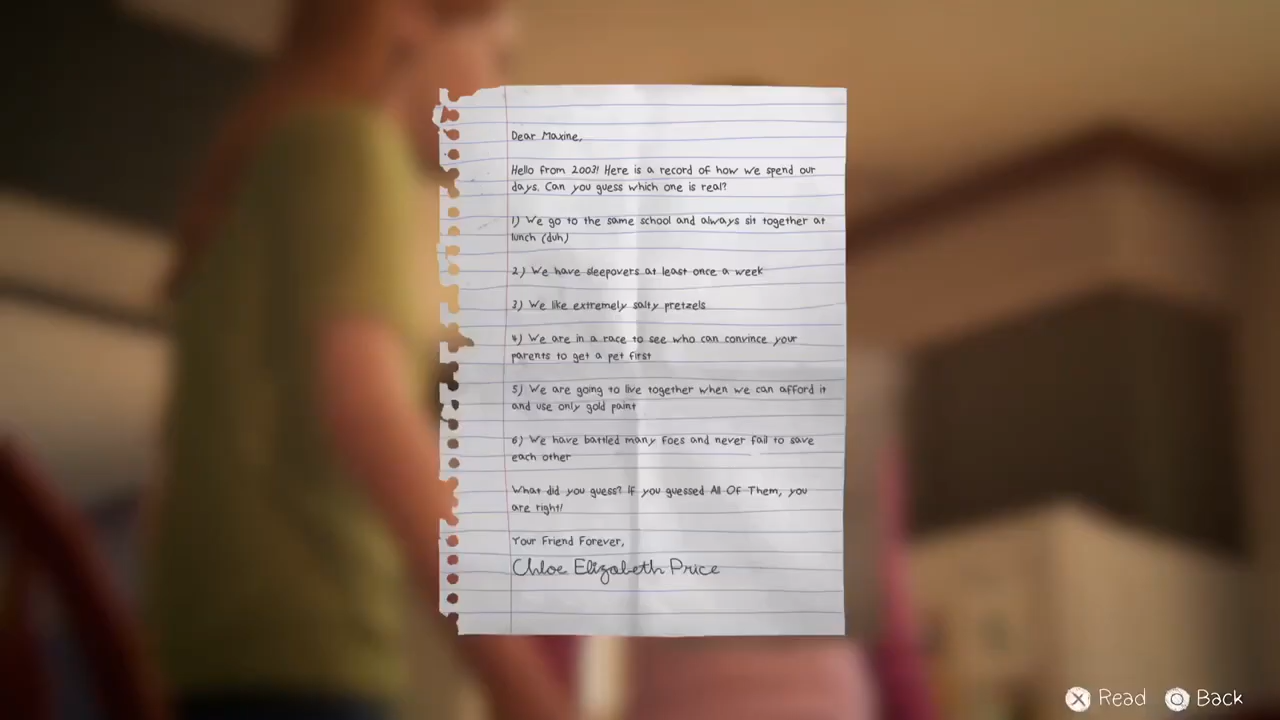 Dear Maxine,
Hello from 2003! Here is a record of how we spend our
days. Can you guess which one is real?
1) We go to the same school and always sit together at
lunch (duh)
2) We have sleepovers at least once a week
3) We like extremely salty pretzels
4) We are in a race to see who can convince your
parents to get a pet first
5) We are going to live together when we can afford it
and use only gold paint
6) We have battled many foes and never fail to save
each other
What did you guess? If you guessed All Of Them, you
are right!
Your Friend Forever,
Chloe Elizabeth Price
Read Back